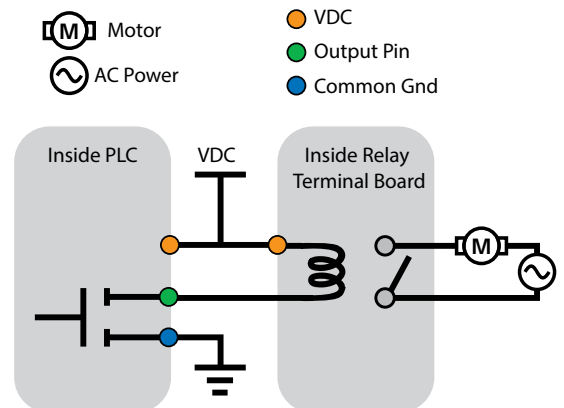 Motor
AC Power
VDC
Output Pin
Common Gnd
Inside PLC
VDC
Inside Relay
Terminal Board
M
M